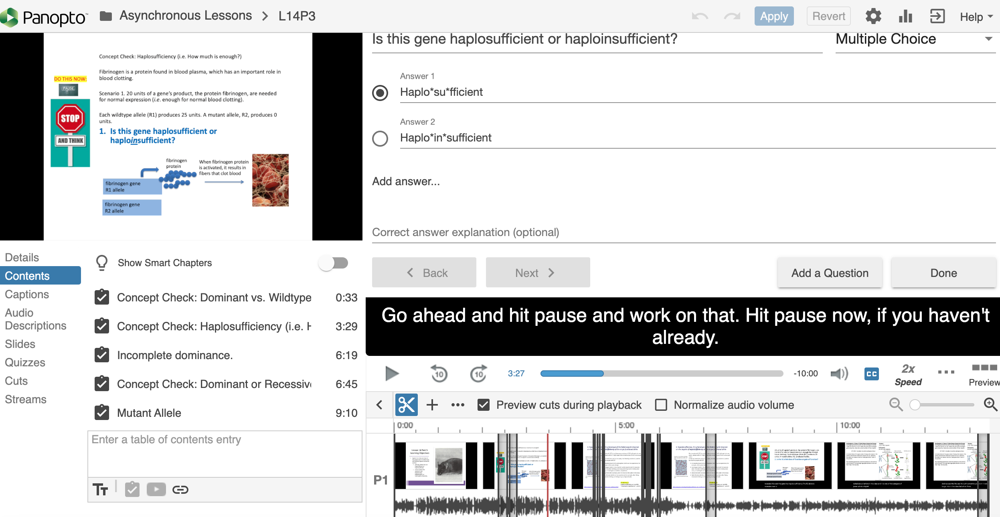 Panopto™
Asynchronous Lessons > L14P3
Apply
Revert
Help
Concept Check: Haplosufficiency (i.e. How much is enough?)
Fibrinogen is a protein found in blood plasma, which has an important role in
blood clotting.
DO THIS NOW:
PAUSE
Scenario 1. 20 units of a gene's product, the protein fibrinogen, are needed
for normal expression (i.e. enough for normal blood clotting).
Each wildtype allele (R1) produces 25 units. A mutant allele, R2, produces 0
units.
STOP
AND THINK
1. Is this gene haplosufficient or
haploinsufficient?
fibrinogen
protein
When fibrinogen protein
is activated, it results in
fibers that clot blood
fibrinogen gene
R1 allele
fibrinogen gene
R2 allele
Is this gene haplosufficient or haploinsufficient?
Multiple Choice
Answer 1
Haplo*su*fficient
Answer 2
Haplo*in*sufficient
Add answer...
Correct answer explanation (optional)
Back
Next
Add a Question
Done
Details
Contents
Captions
Audio
Descriptions
Slides
Quizzes
Cuts
Streams
Show Smart Chapters
Concept Check: Dominant vs. Wildtype 0:33
Concept Check: Haplosufficiency (i.e. H 3:29
Incomplete dominance. 6:19
Concept Check: Dominant or Recessive 6:45
Mutant Allele 9:10
Enter a table of contents entry
Go ahead and hit pause and work on that. Hit pause now, if you haven't
already.
10
10
3:27
-10:00
CC
2x
Speed
...
Preview
Preview cuts during playback
Normalize audio volume
0:00
5:00
10:00
P1
Lesson 14 Part 3:
Learning Objectives
STOP